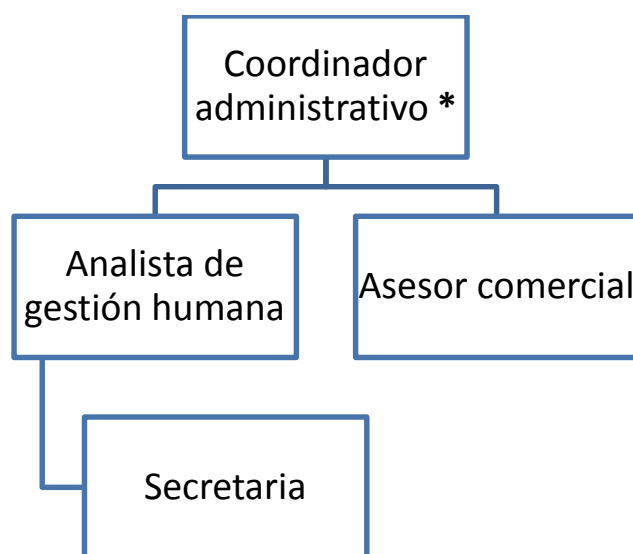 Coordinador
administrativo *
Analista de
gestión humana
Asesor comercial
Secretaria